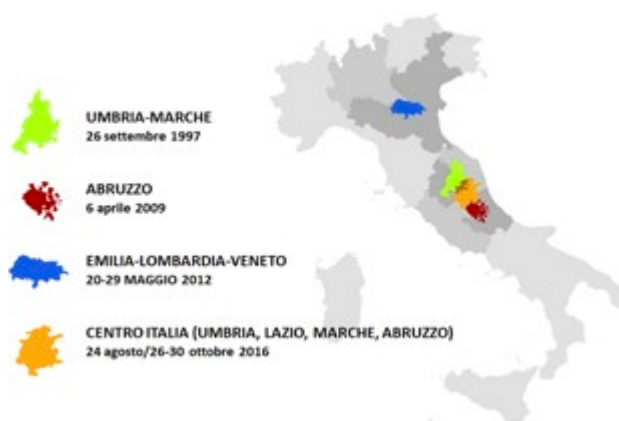 UMBRIA-MARCHE
26 settembre 1997
ABRUZZO
6 aprile 2009
EMILIA-LOMBARDIA-VENETO
20-29 MAGGIO 2012
CENTRO ITALIA (UMBRIA, LAZIO, MARCHE, ABRUZZO)
24 agosto/26-30 ottobre 2016